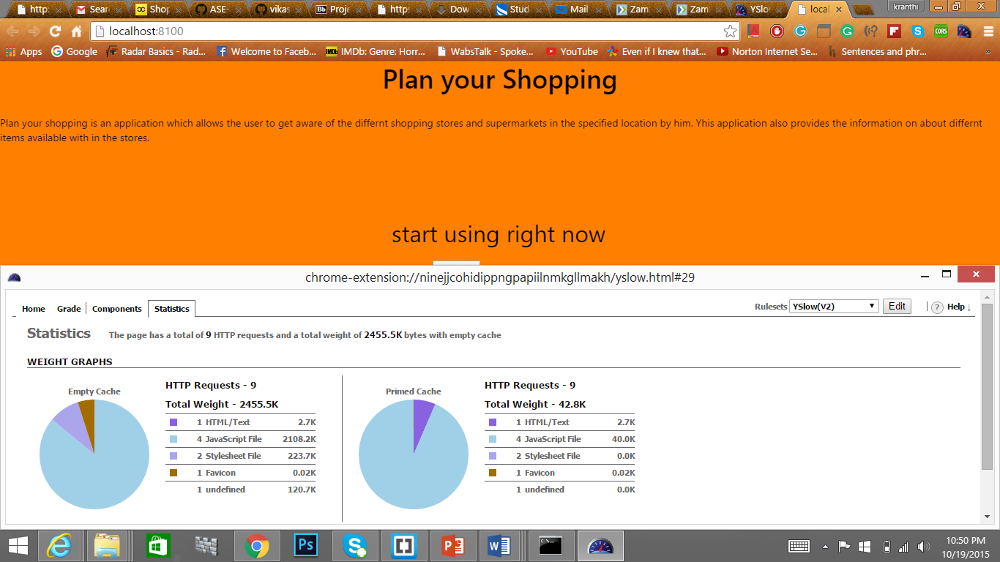 http: Sear Shop ASE- vikas Proje http: Dow Stud Mail Zam Zam YSlov local kranthi
localhost:8100
Apps Google Radar Basics - Rad... Welcome to Faceb... IMDb: Genre: Horr... WabsTalk - Spoke... YouTube Even if I knew that... Norton Internet Se... Sentences and phr... »
Plan your Shopping
Plan your shopping is an application which allows the user to get aware of the differnt shopping stores and supermarkets in the specified location by him. Yhis application also provides the information on about differnt
items available with in the stores.
start using right now
chrome-extension://ninejjcohidippngpapiilnmkgllmakh/yslow.html#29
Home Grade Components Statistics Rulesets YSlow(V2) Edit ? Help ↓
Statistics The page has a total of 9 HTTP requests and a total weight of 2455.5K bytes with empty cache
WEIGHT GRAPHS
Empty Cache
HTTP Requests - 9
Total Weight - 2455.5K
1 HTML/Text 2.7K
4 JavaScript File 2108.2K
2 Stylesheet File 223.7K
1 Favicon 0.02K
1 undefined 120.7K
Primed Cache
HTTP Requests - 9
Total Weight - 42.8K
1 HTML/Text 2.7K
4 JavaScript File 40.0K
2 Stylesheet File 0.0K
1 Favicon 0.02K
1 undefined 0.0K
10:50 PM
10/19/2015